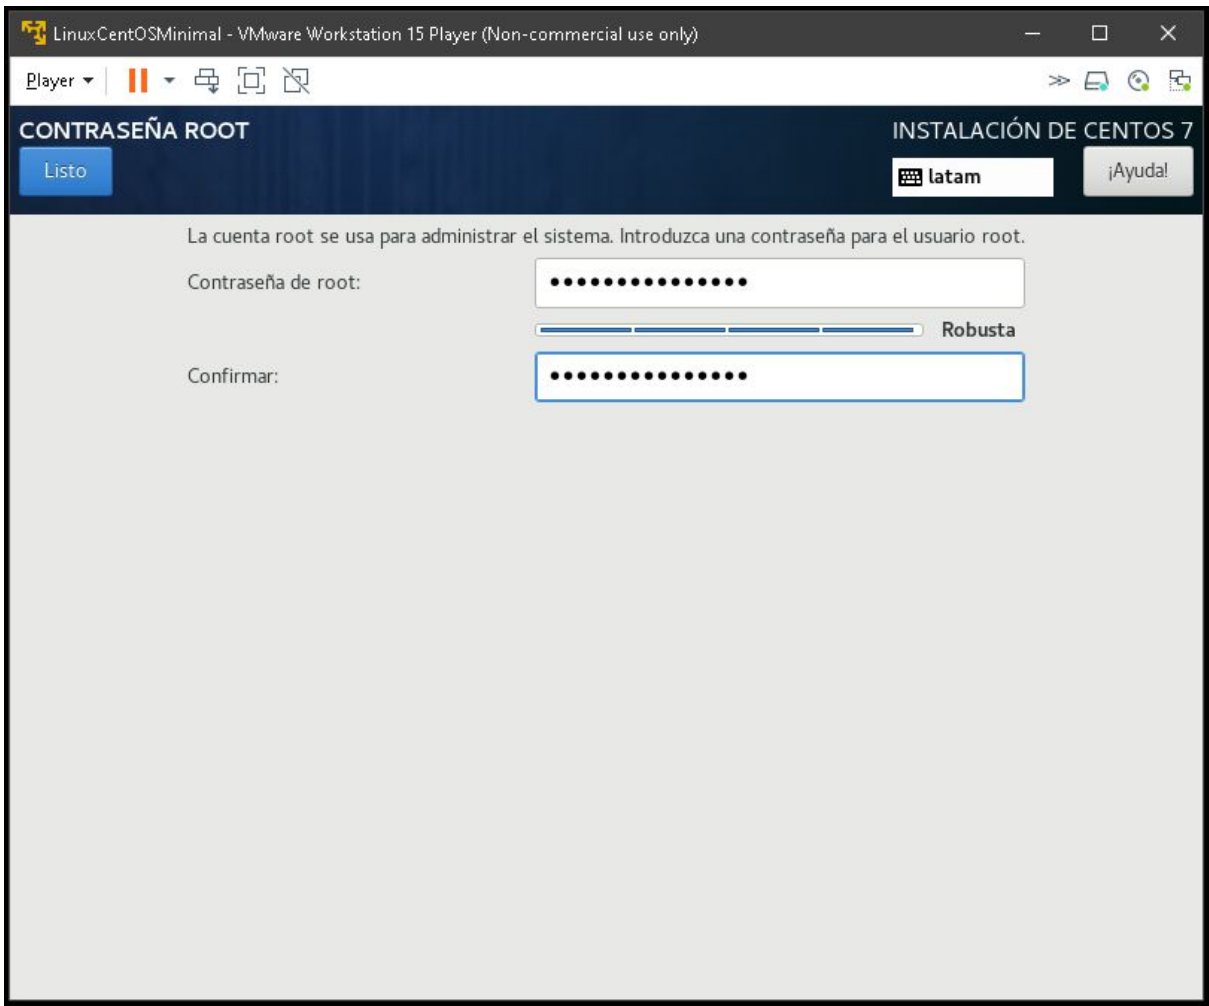 LinuxCentOSMinimal - VMware Workstation 15 Player (Non-commercial use only)
Player
CONTRASEÑA ROOT
INSTALACIÓN DE CENTOS 7
Listo
latam
¡Ayuda!
La cuenta root se usa para administrar el sistema. Introduzca una contraseña para el usuario root.
Contraseña de root:
●●●●●●●●●●●●●●●
Robusta
Confirmar:
●●●●●●●●●●●●●●●